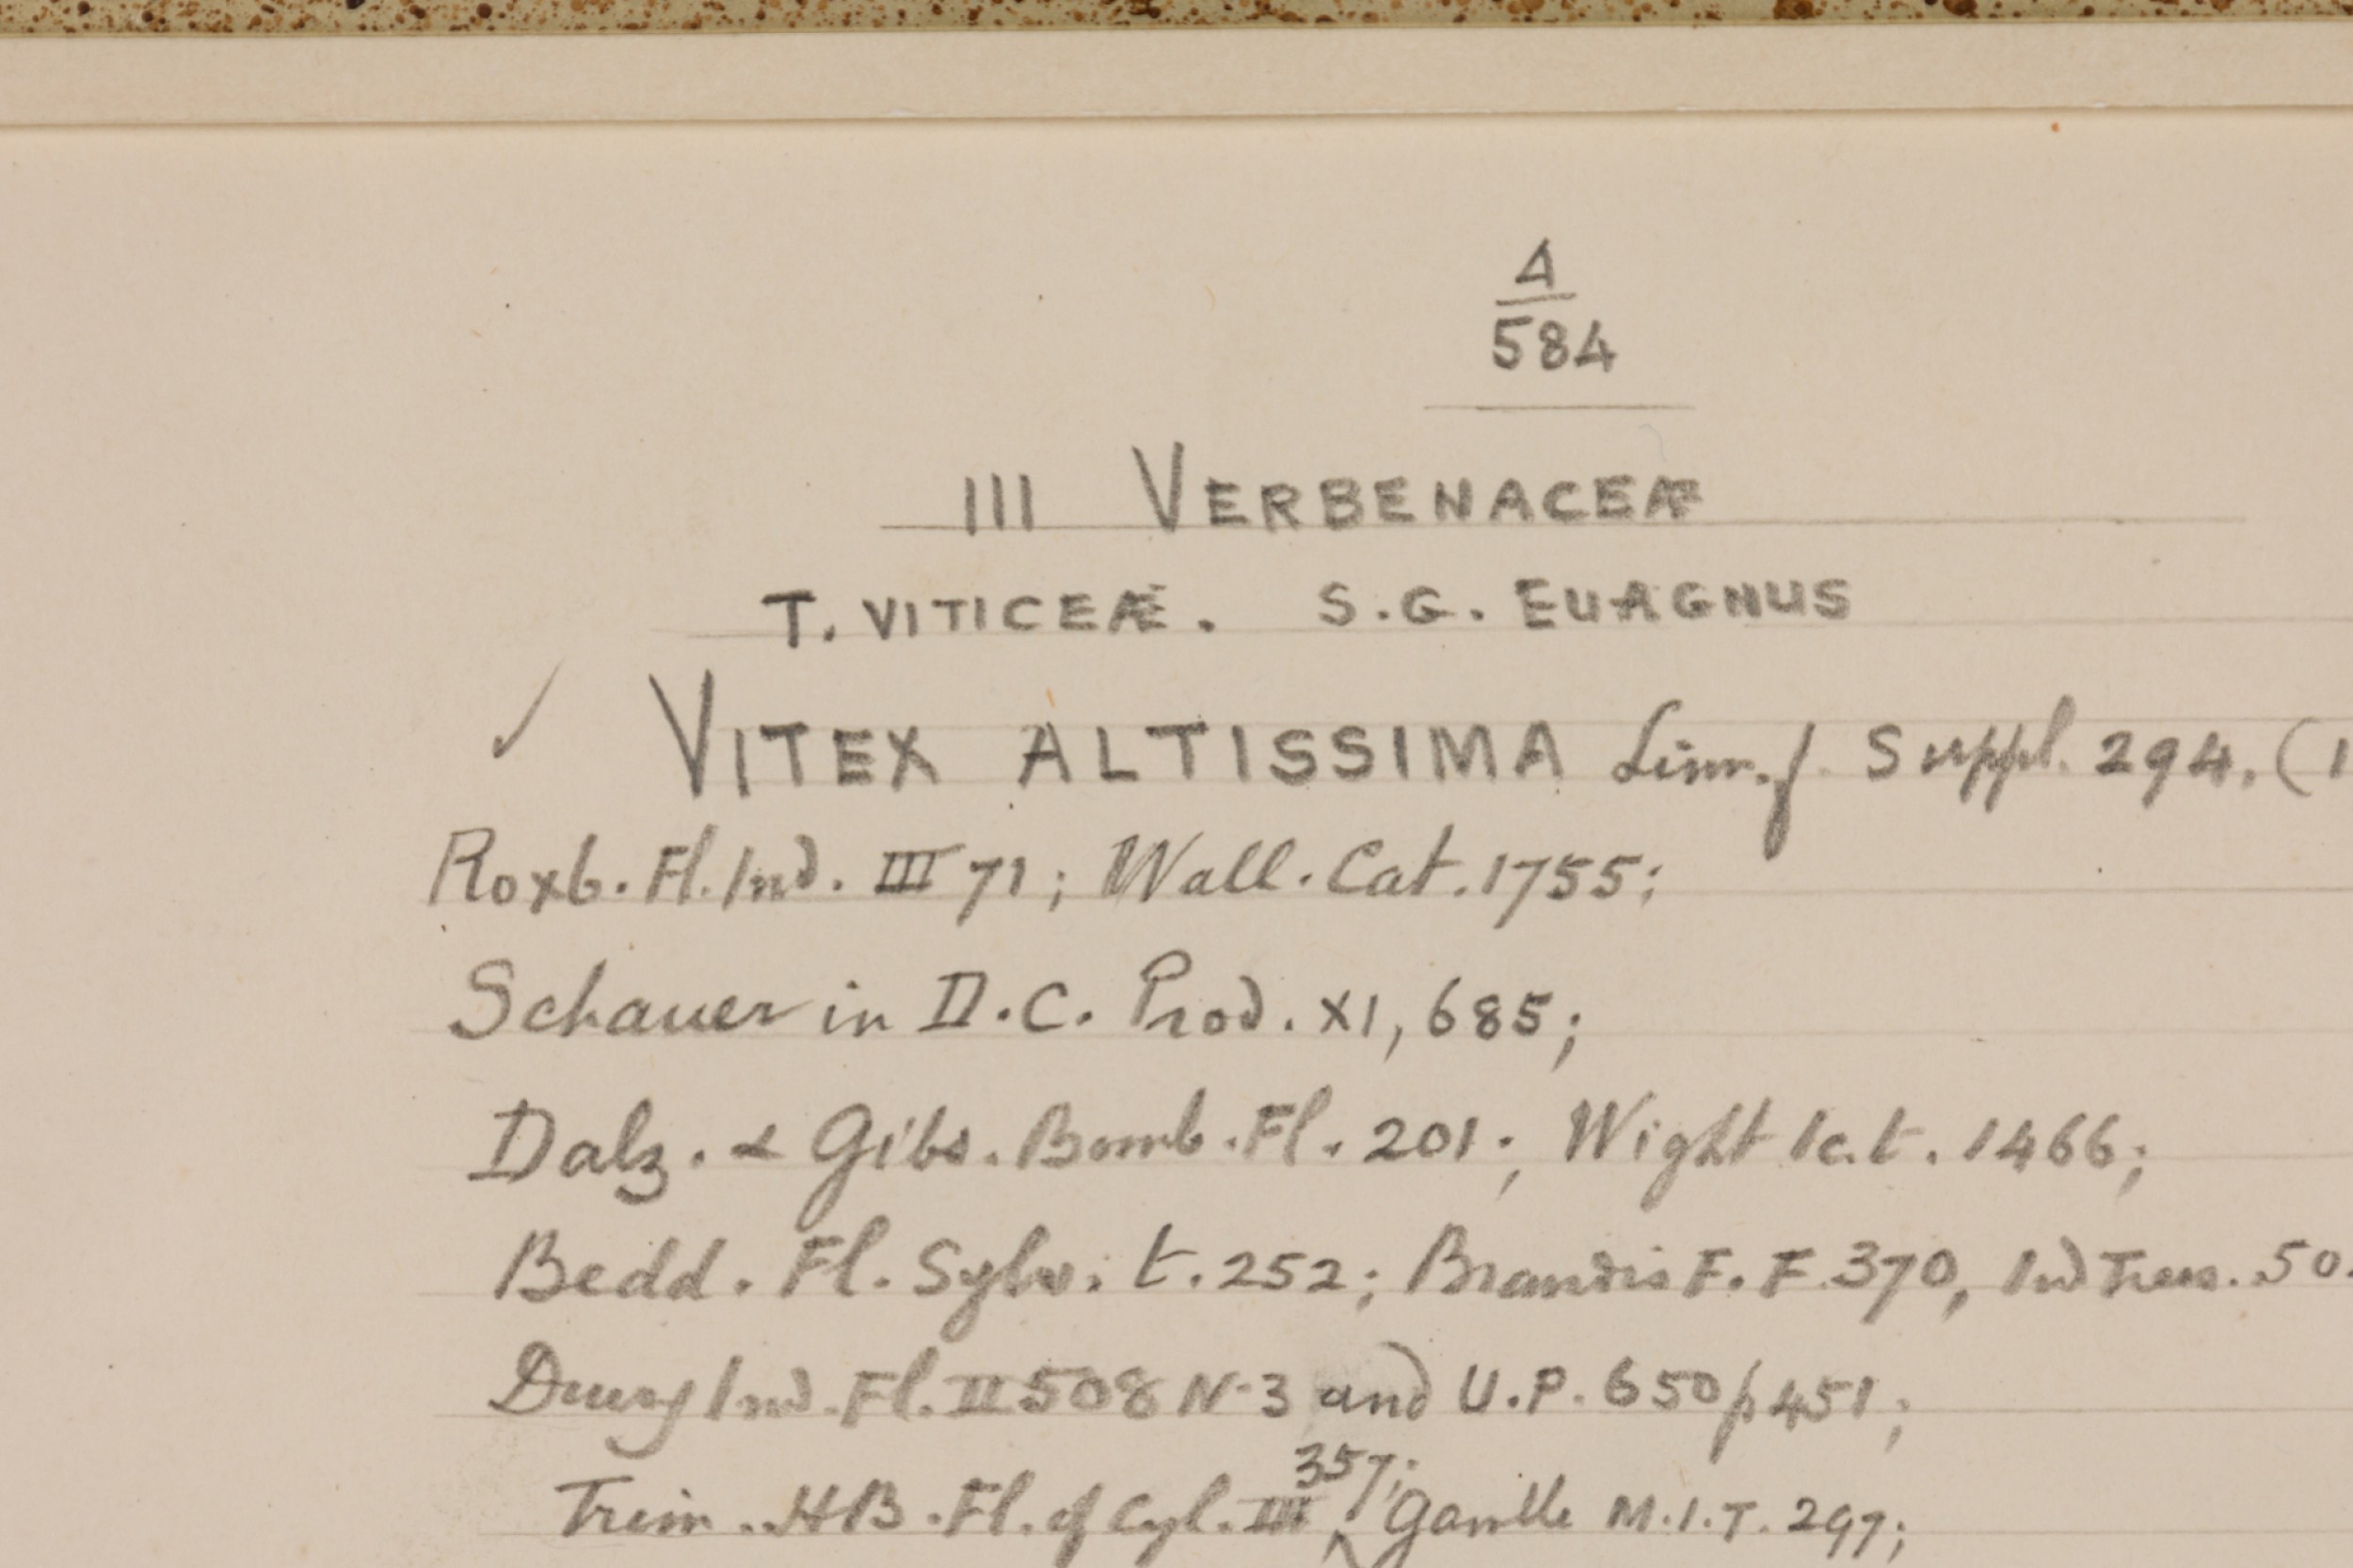 4
584
III VERBENACEÆ
T. VITICEÆ. S.G. EUAGNUS
✓ VITEX ALTISSIMA Linn.f. Suppl. 294. (1
Roxb. Fl. Ind. III 71; Wall. Cat. 1755;
Schauer in D.C. Prod. XI, 685;
Dalz. & Gibs. Bomb. Fl. 201; Wight Ic. t. 1466;
Bedd. Fl. Sylv. t. 252; Brandis F. F. 370, Ind Trees. 50
Drury Ind. Fl. II 508 N-3 and U.P. 650 p 451;
357;
Trim. HB. Fl. of Cyl. III Gamble M.I.T. 297;